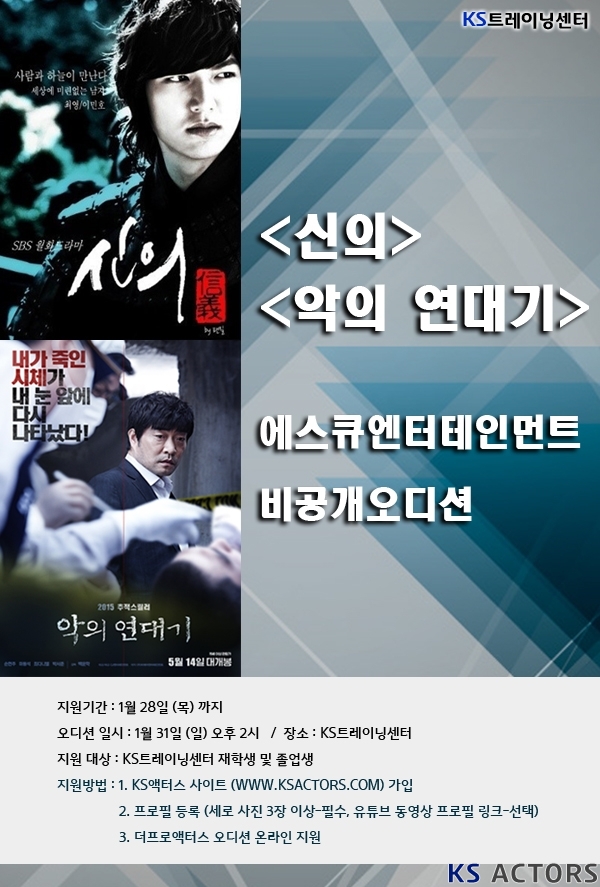 KS트레이닝센터
사람과 하늘이 만난다
세상에 미련없는 남자
최영/이민호
SBS 월화드라마
신의
信義
<신의>
<악의 연대기>
에스큐엔터테인먼트
비공개오디션
내가 죽인
시체가
내 눈 앞에
다시
나타났다!
2015 추적스릴러
악의 연대기
5월 14일 대개봉
지원기간 : 1월 28일 (목) 까지
오디션 일시 : 1월 31일 (일) 오후 2시 / 장소 : KS트레이닝센터
지원 대상 : KS트레이닝센터 재학생 및 졸업생
지원방법 : 1. KS액터스 사이트 (WWW.KSACTORS.COM) 가입
2. 프로필 등록 (세로 사진 3장 이상-필수, 유튜브 동영상 프로필 링크-선택)
3. 더프로액터스 오디션 온라인 지원
KS ACTORS